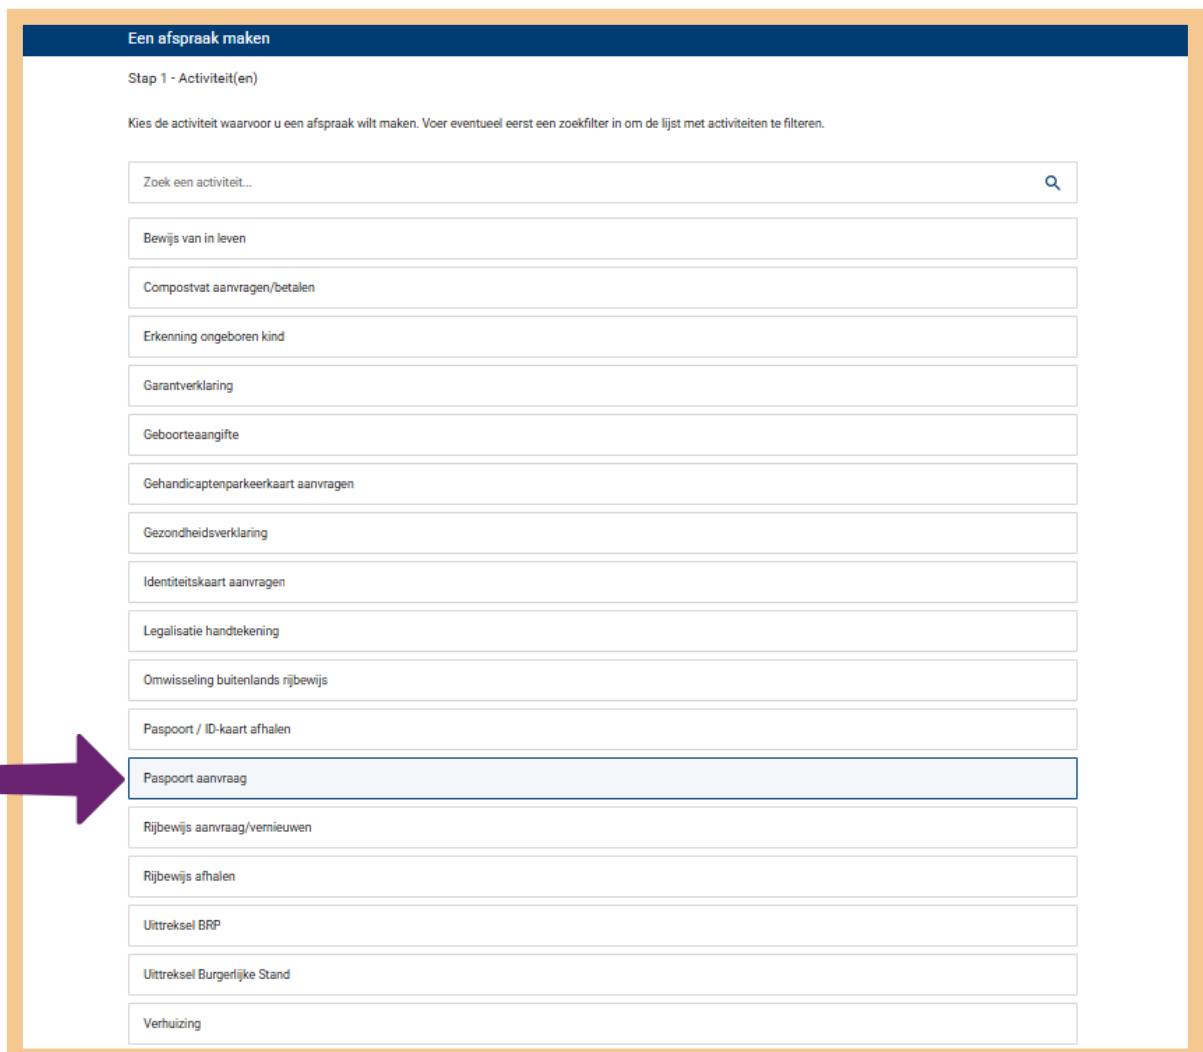 Een afspraak maken
Stap 1 - Activiteit(en)
Kies de activiteit waarvoor u een afspraak wilt maken. Voer eventueel eerst een zoekfilter in om de lijst met activiteiten te filteren.
Zoek een activiteit...
Bewijs van in leven
Compostvat aanvragen/betalen
Erkenning ongeboren kind
Garantverklaring
Geboorteaangifte
Gehandicaptenparkeerkaart aanvragen
Gezondheidsverklaring
Identiteitskaart aanvragen
Legalisatie handtekening
Omwisseling buitenlands rijbewijs
Paspoort / ID-kaart afhalen
Paspoort aanvraag
Rijbewijs aanvraag/vernieuwen
Rijbewijs afhalen
Uittreksel BRP
Uittreksel Burgerlijke Stand
Verhuizing